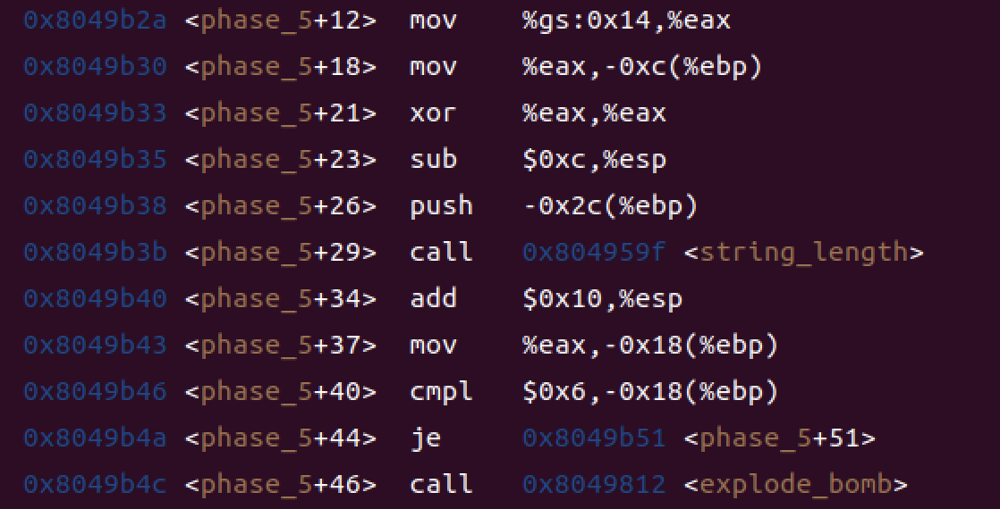 0x8049b2a <phase_5+12> mov %gs:0x14,%eax
0x8049b30 <phase_5+18> mov %eax,-0xc(%ebp)
0x8049b33 <phase_5+21> xor %eax,%eax
0x8049b35 <phase_5+23> sub $0xc,%esp
0x8049b38 <phase_5+26> push -0x2c(%ebp)
0x8049b3b <phase_5+29> call 0x804959f <string_length>
0x8049b40 <phase_5+34> add $0x10,%esp
0x8049b43 <phase_5+37> mov %eax,-0x18(%ebp)
0x8049b46 <phase_5+40> cmpl $0x6,-0x18(%ebp)
0x8049b4a <phase_5+44> je 0x8049b51 <phase_5+51>
0x8049b4c <phase_5+46> call 0x8049812 <explode_bomb>